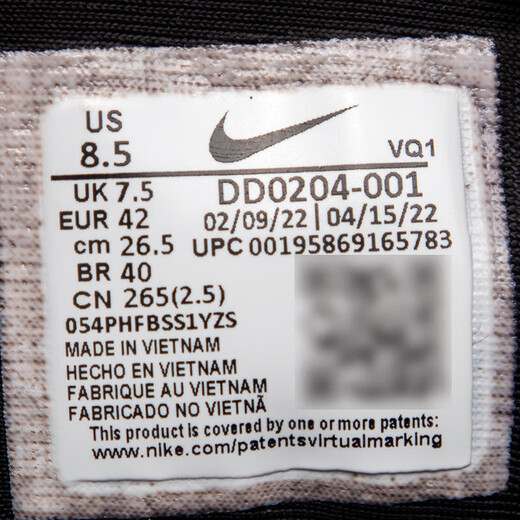 US
8.5
VQ1
UK 7.5
DD0204-001
EUR 42
02/09/22 | 04/15/22
cm 26.5
UPC 00195869165783
BR 40
CN 265(2.5)
054PHFBSS1YZS
MADE IN VIETNAM
HECHO EN VIETNAM
FABRIQUE AU VIETNAM
FABRICADO NO VIETNÃ
This product is covered by one or more patents:
www.nike.com/patentsvirtualmarking